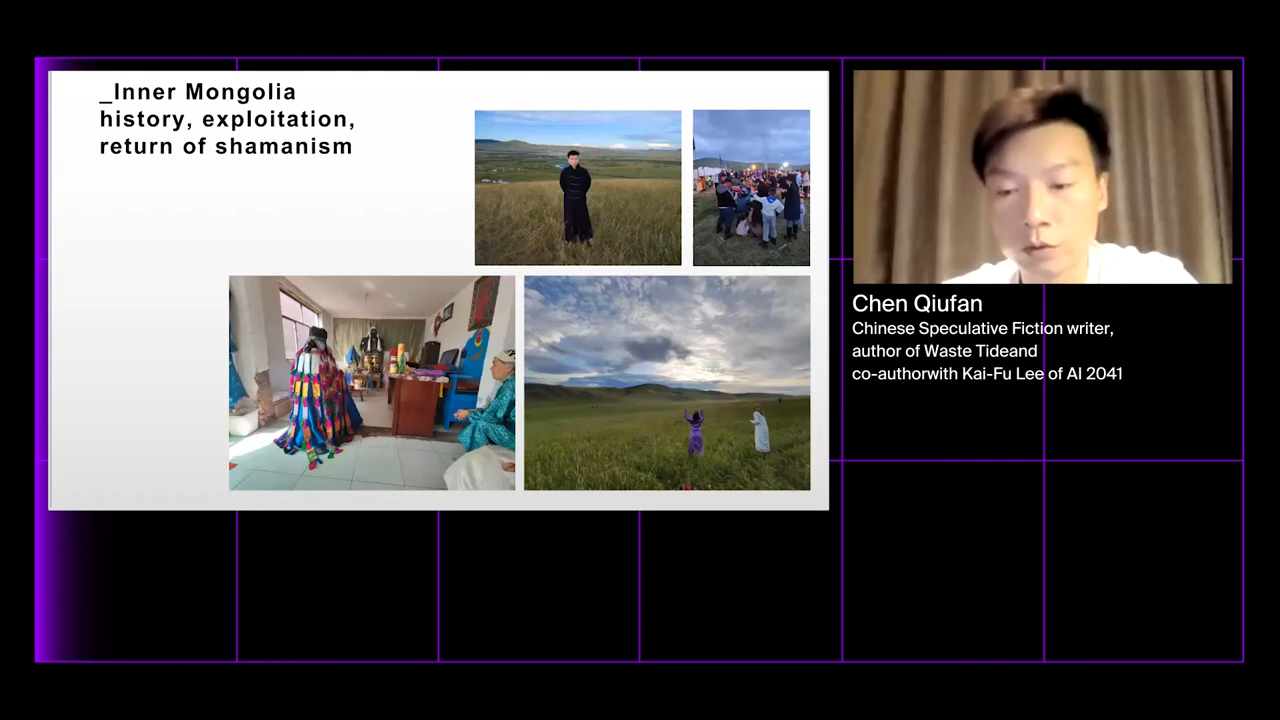 _Inner Mongolia
history, exploitation,
return of shamanism
Chen Qiufan
Chinese Speculative Fiction writer,
author of Waste Tideand
co-authorwith Kai-Fu Lee of AI 2041